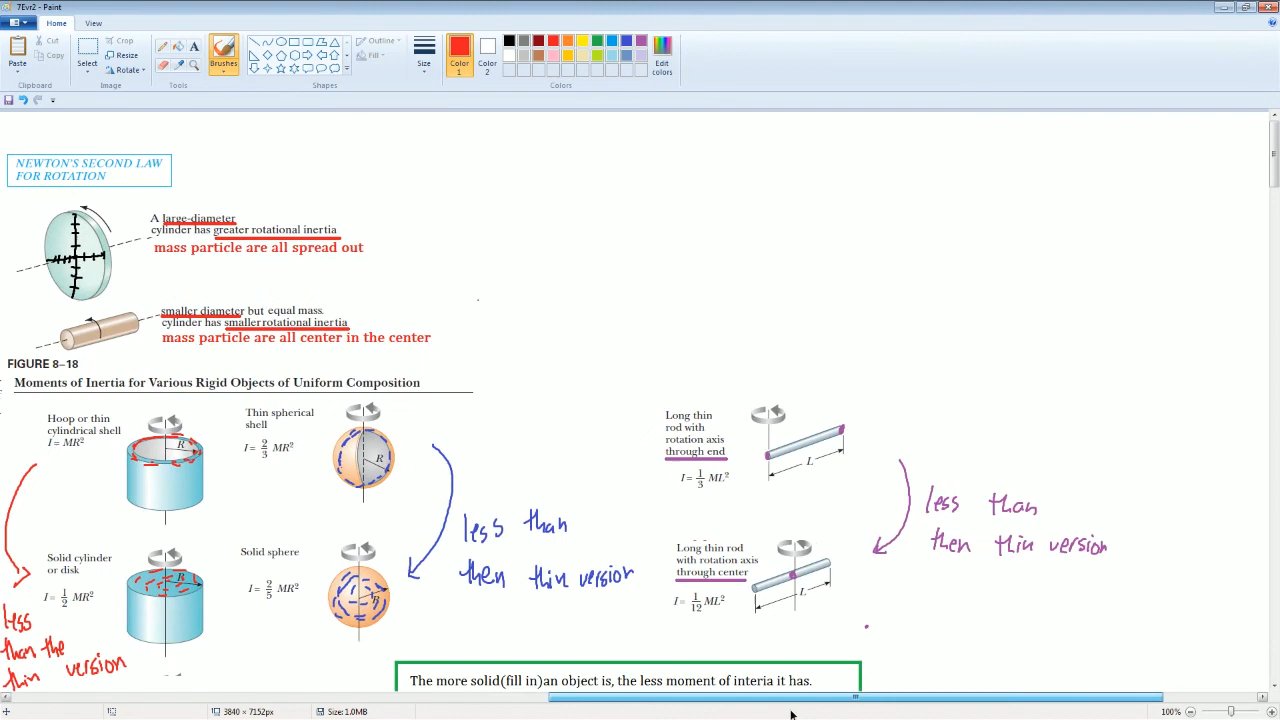 7Evr2 - Paint
Home
View
Paste
Cut
Copy
Clipboard
Select
Crop
Resize
Rotate
Image
Tools
Brushes
Shapes
Outline
Fill
Size
Color 1
Color 2
Edit colors
Colors
NEWTON'S SECOND LAW
FOR ROTATION
A large-diameter
cylinder has greater rotational inertia
mass particle are all spread out
smaller diameter but equal mass.
cylinder has smaller rotational inertia
mass particle are all center in the center
FIGURE 8–18
Moments of Inertia for Various Rigid Objects of Uniform Composition
Hoop or thin
cylindrical shell
I = MR²
R
Thin spherical
shell
I = 2/3 MR²
R
Long thin
rod with
rotation axis
through end
I = 1/3 ML²
L
less than
then thin version
less than
then thin version
Solid cylinder
or disk
I = 1/2 MR²
R
Solid sphere
I = 2/5 MR²
R
Long thin rod
with rotation axis
through center
I = 1/12 ML²
L
less
than the
thin version
The more solid(fill in)an object is, the less moment of interia it has.
3840 × 7152px
Size: 1.0MB
100%